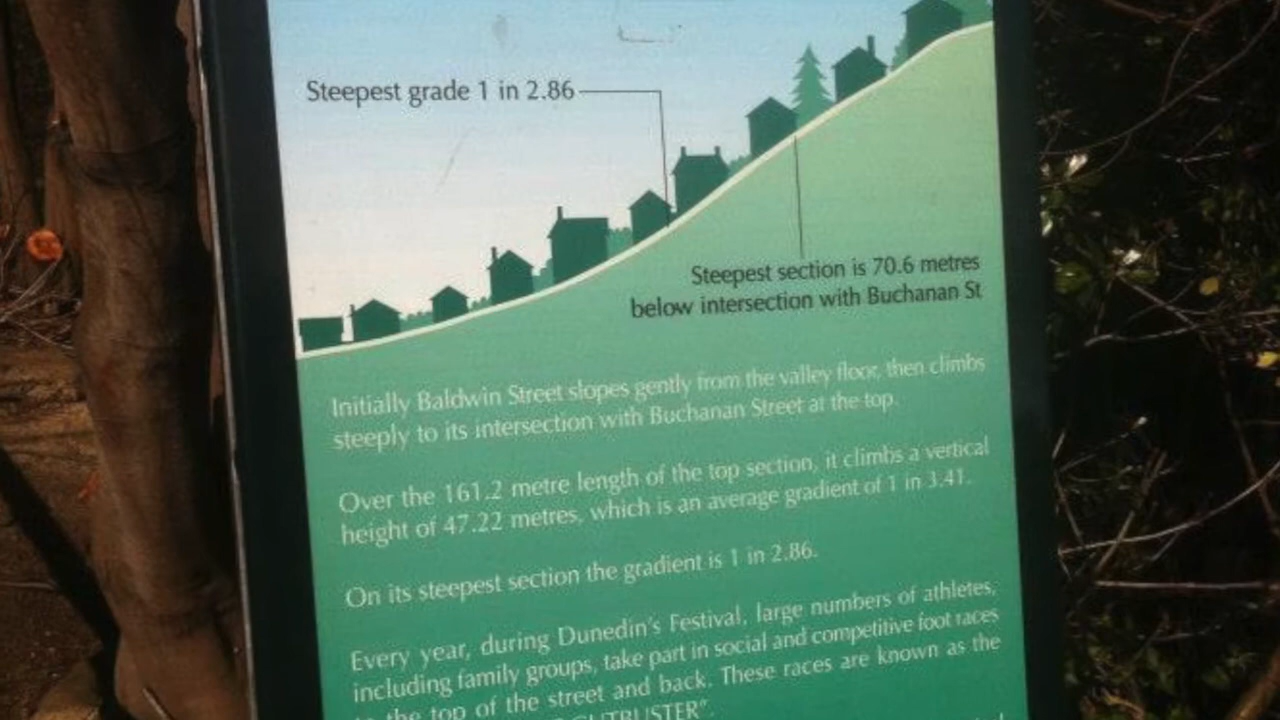 Steepest grade 1 in 2.86
Steepest section is 70.6 metres
below intersection with Buchanan St
Initially Baldwin Street slopes gently from the valley floor, then climbs
steeply to its intersection with Buchanan Street at the top.
Over the 161.2 metre length of the top section, it climbs a vertical
height of 47.22 metres, which is an average gradient of 1 in 3.41.
On its steepest section the gradient is 1 in 2.86.
Every year, during Dunedin's Festival, large numbers of athletes,
including family groups, take part in social and competitive foot races
to the top of the street and back. These races are known as the
GUTBUSTER".